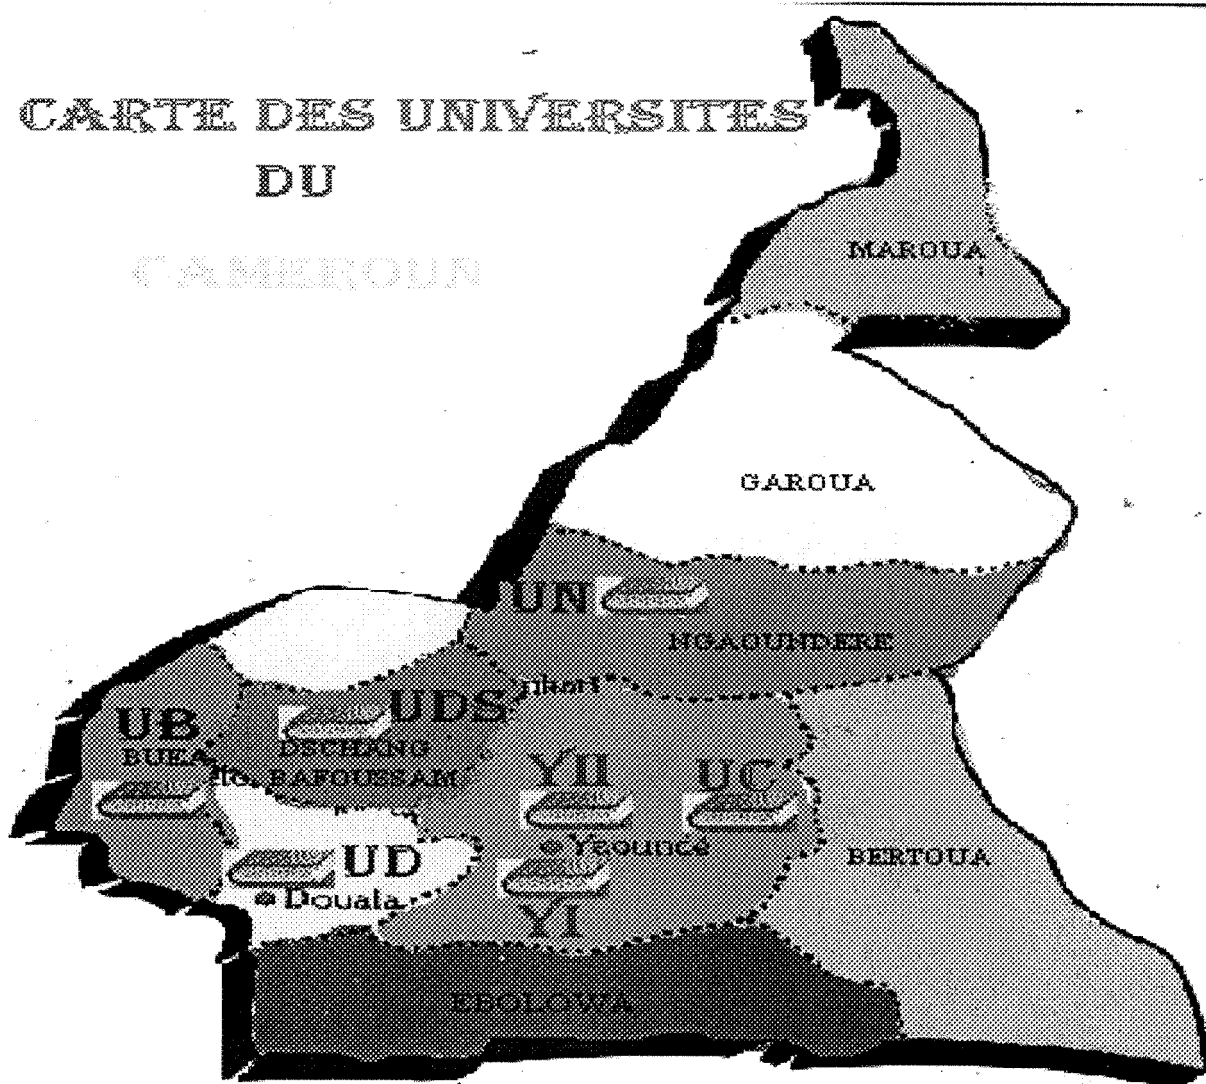 CARTE DES UNIVERSITES
DU
CAMEROUN
MAROUA
GAROUA
UN
NGAOUNDERE
UDS
UB
DSCHANG
BUEA
BAFOUSSAM
YII
UC
Yaounce
UD
BERTOUA
Douala
YI
EBOLOWA